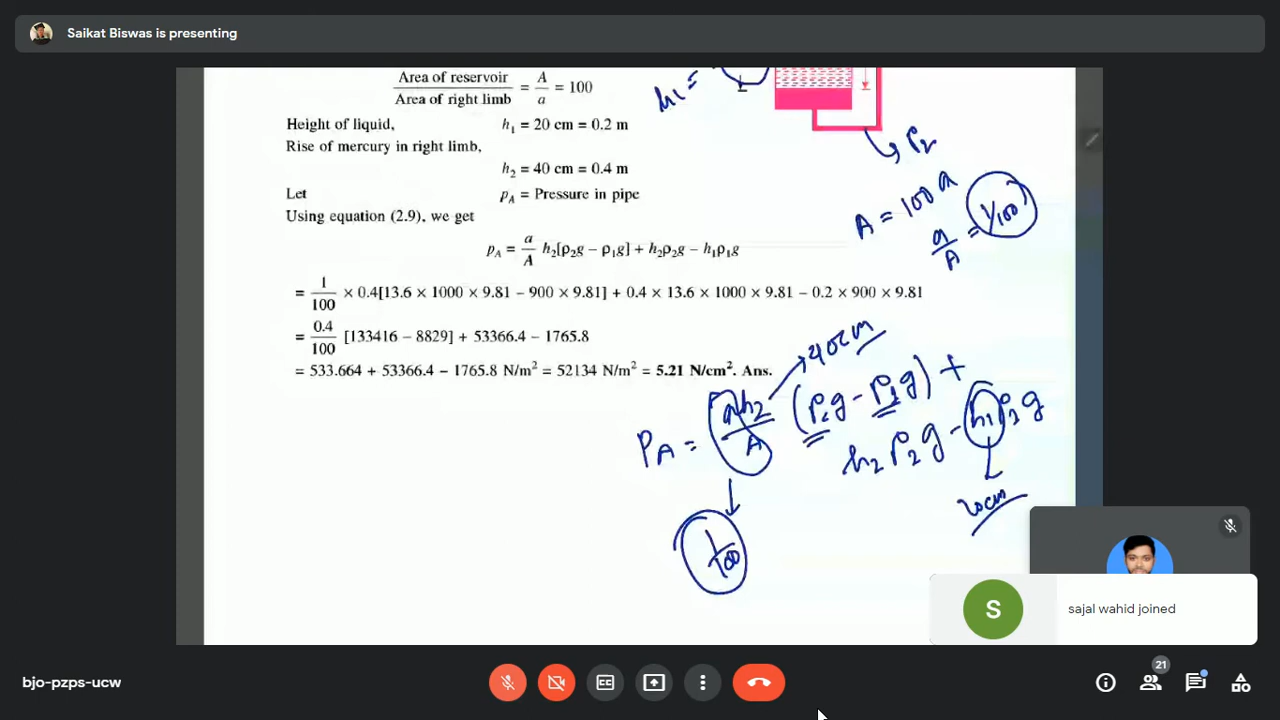 Saikat Biswas is presenting
Area of reservoir / Area of right limb = A / a = 100
Height of liquid, h₁ = 20 cm = 0.2 m
Rise of mercury in right limb,
h₂ = 40 cm = 0.4 m
Let p_A = Pressure in pipe
Using equation (2.9), we get
p_A = a/A h₂[ρ₂g – ρ₁g] + h₂ρ₂g – h₁ρ₁g
= 1/100 × 0.4[13.6 × 1000 × 9.81 – 900 × 9.81] + 0.4 × 13.6 × 1000 × 9.81 – 0.2 × 900 × 9.81
= 0.4/100 [133416 – 8829] + 53366.4 – 1765.8
= 533.664 + 53366.4 – 1765.8 N/m² = 52134 N/m² = 5.21 N/cm². Ans.
h₁ =
ρ₂
A = 100 a
a/A = 1/100
40cm
P_A = ah₂/A (ρ₂g - ρ₁g) +
h₂ ρ₂ g - h₁ρ₁g
20cm
1/100
S
sajal wahid joined
bjo-pzps-ucw
CC
21